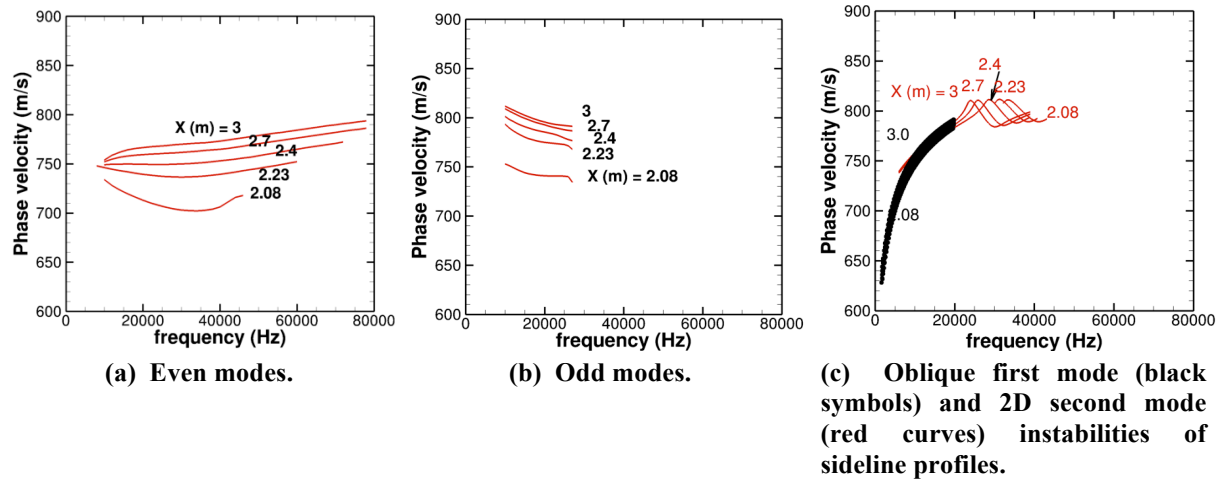 900
850
800
750
700
650
600
Phase velocity (m/s)
X (m) = 3
2.7
2.4
2.23
2.08
0 20000 40000 60000 80000
frequency (Hz)
(a) Even modes.
900
850
800
750
700
650
600
Phase velocity (m/s)
3
2.7
2.4
2.23
X (m) = 2.08
0 20000 40000 60000 80000
frequency (Hz)
(b) Odd modes.
900
850
800
750
700
650
600
Phase velocity (m/s)
2.4
X (m) = 3 2.7 2.23
2.08
3.0
.08
0 20000 40000 60000 80000
frequency (Hz)
(c) Oblique first mode (black
symbols) and 2D second mode
(red curves) instabilities of
sideline profiles.